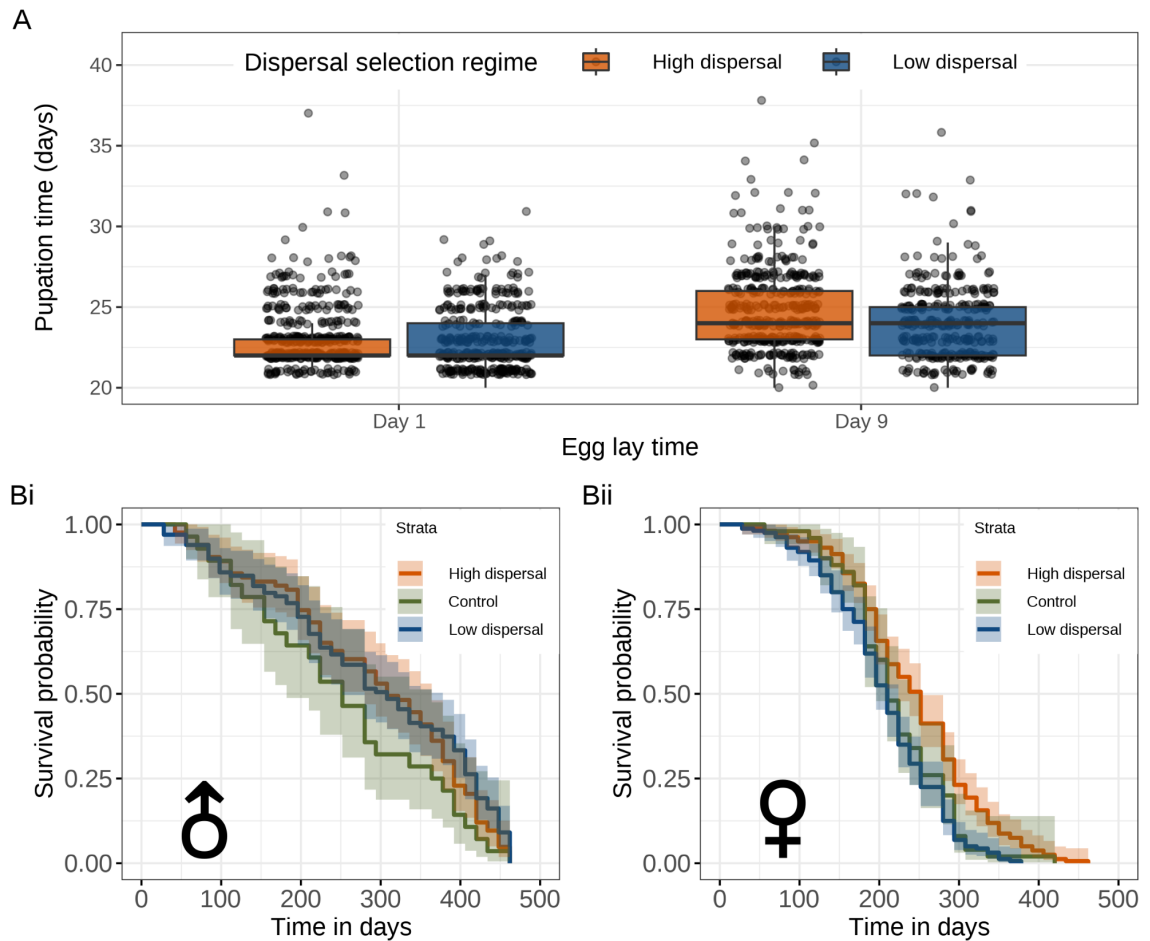 A
Dispersal selection regime High dispersal Low dispersal
Pupation time (days)
40
35
30
25
20
Day 1 Day 9
Egg lay time
Bi
Survival probability
1.00
0.75
0.50
0.25
0.00
Strata
High dispersal
Control
Low dispersal
0 100 200 300 400 500
Time in days
Bii
Survival probability
1.00
0.75
0.50
0.25
0.00
Strata
High dispersal
Control
Low dispersal
0 100 200 300 400 500
Time in days